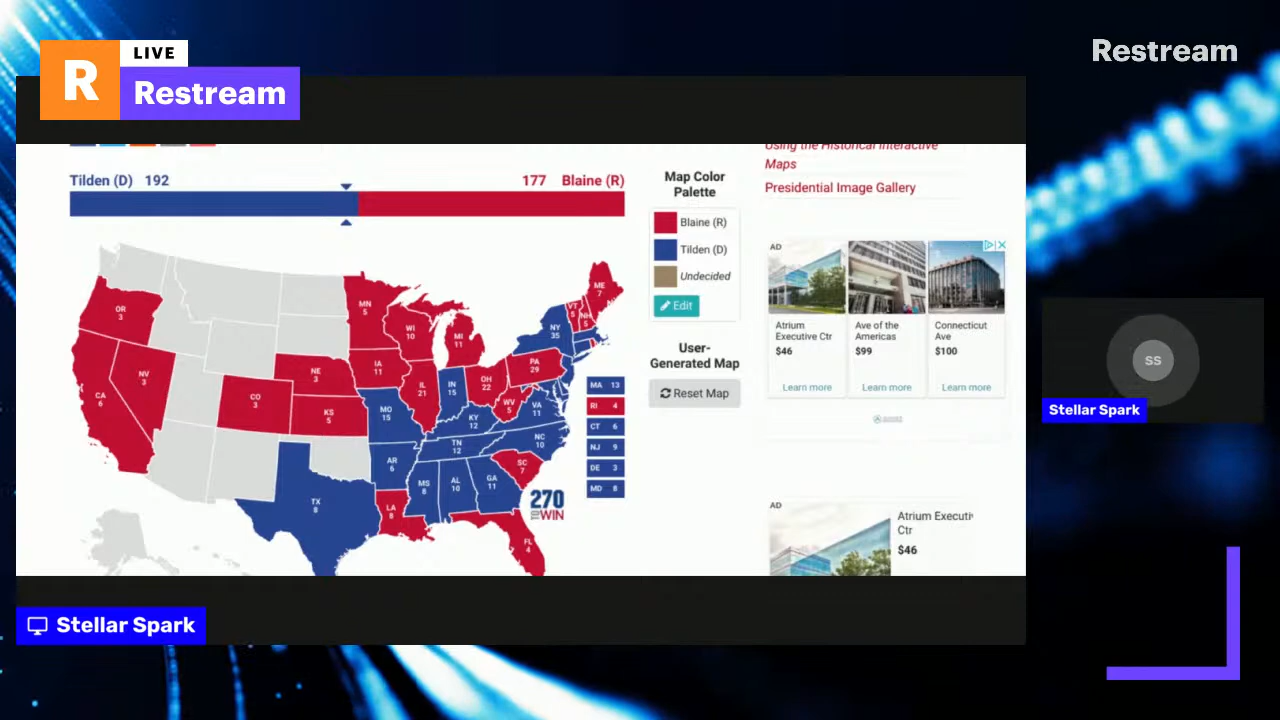 LIVE
R
Restream
Restream
Tilden (D) 192
177 Blaine (R)
Map Color
Palette
Blaine (R)
Tilden (D)
Undecided
Edit
User-
Generated Map
Reset Map
Using the Historical Interactive
Maps
Presidential Image Gallery
AD
Atrium
Executive Ctr
$46
Learn more
Ave of the
Americas
$99
Learn more
Connecticut
Ave
$100
Learn more
AD
Atrium Executi
Ctr
$46
OR
3
CA
6
NV
3
CO
3
NE
3
KS
5
TX
8
MN
5
IA
11
MO
15
AR
6
LA
8
WI
10
IL
21
MI
11
IN
15
OH
22
KY
12
TN
12
MS
8
AL
10
GA
11
FL
4
SC
7
NC
10
VA
11
WV
5
PA
29
NY
35
VT
5
NH
5
ME
7
MA 13
RI 4
CT 6
NJ 9
DE 3
MD 8
270
TO
WIN
SS
Stellar Spark
Stellar Spark